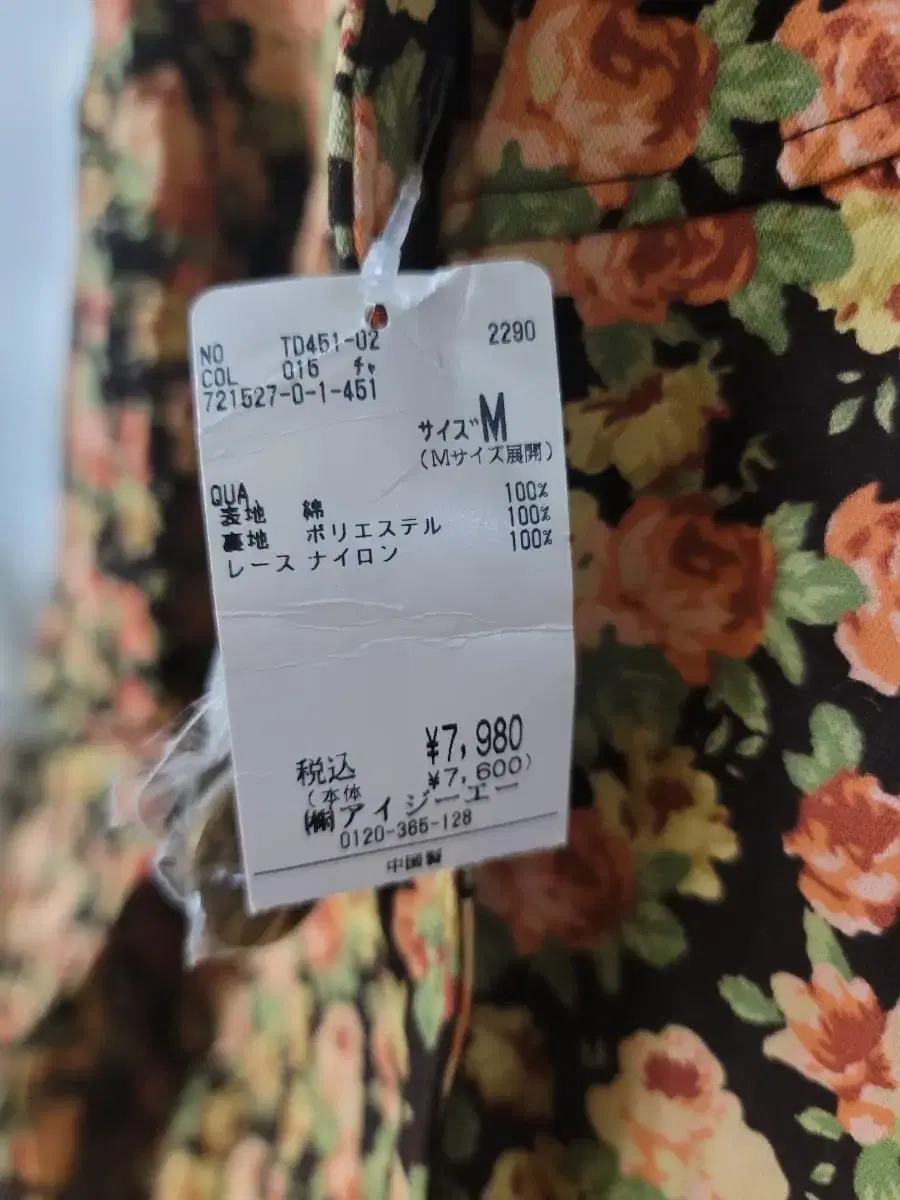 NO TD451-02 2290
COL 015 チャ
721527-0-1-451
サイズ M
(Mサイズ展開)
QUA
表地 綿 100%
裏地 ポリエステル 100%
レース ナイロン 100%
税込 ¥7,980
(本体 ¥7,600)
㈱アイジーエー
0120-365-128
中国製